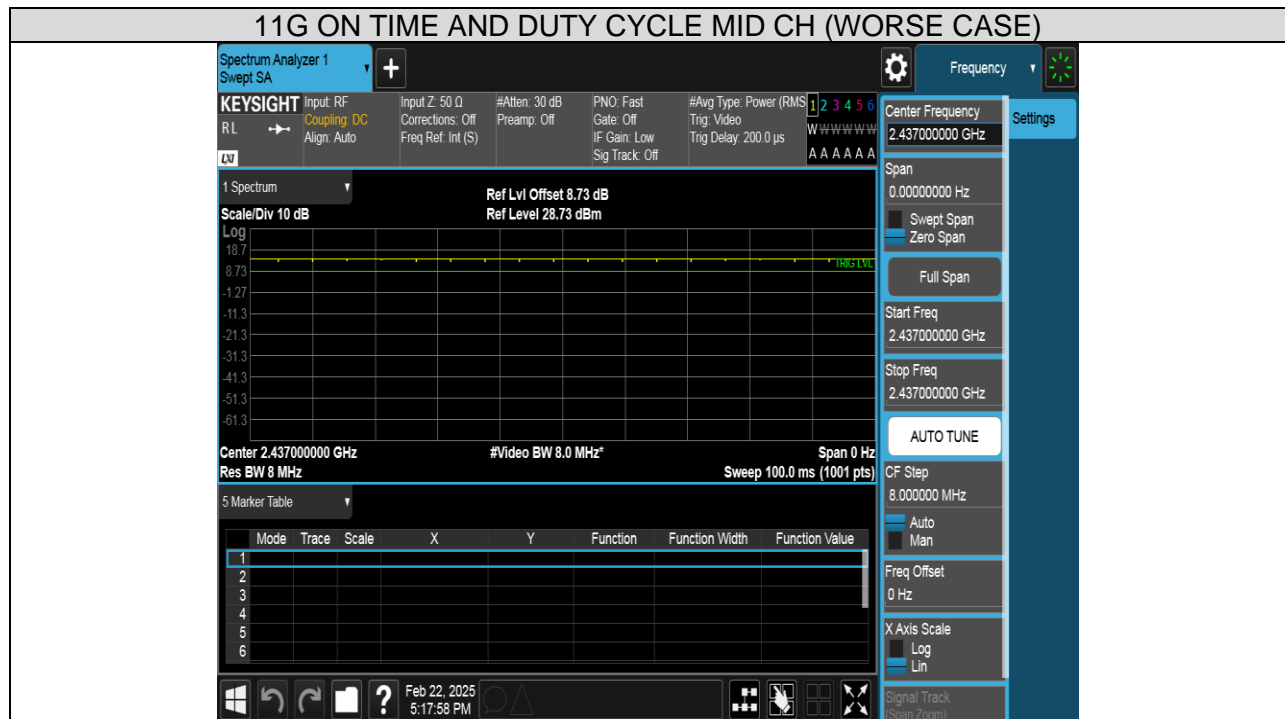 11G ON TIME AND DUTY CYCLE MID CH (WORSE CASE)
Spectrum Analyzer 1
Swept SA
+
Frequency
KEYSIGHT
RL
LXI
Input: RF
Coupling: DC
Align: Auto
Input Z: 50 Ω
Corrections: Off
Freq Ref: Int (S)
#Atten: 30 dB
Preamp: Off
PNO: Fast
Gate: Off
IF Gain: Low
Sig Track: Off
#Avg Type: Power (RMS
Trig: Video
Trig Delay: 200.0 µs
1 2 3 4 5 6
W W W W W W
A A A A A A
1 Spectrum
Scale/Div 10 dB
Ref Lvl Offset 8.73 dB
Ref Level 28.73 dBm
Log
18.7
8.73
-1.27
-11.3
-21.3
-31.3
-41.3
-51.3
-61.3
TRIG LVL
Center 2.437000000 GHz
#Video BW 8.0 MHz*
Span 0 Hz
Res BW 8 MHz
Sweep 100.0 ms (1001 pts)
5 Marker Table
Mode Trace Scale X Y Function Function Width Function Value
1
2
3
4
5
6
Center Frequency
2.437000000 GHz
Settings
Span
0.00000000 Hz
Swept Span
Zero Span
Full Span
Start Freq
2.437000000 GHz
Stop Freq
2.437000000 GHz
AUTO TUNE
CF Step
8.000000 MHz
Auto
Man
Freq Offset
0 Hz
X Axis Scale
Log
Lin
Signal Track
(Span Zoom)
?
Feb 22, 2025
5:17:58 PM